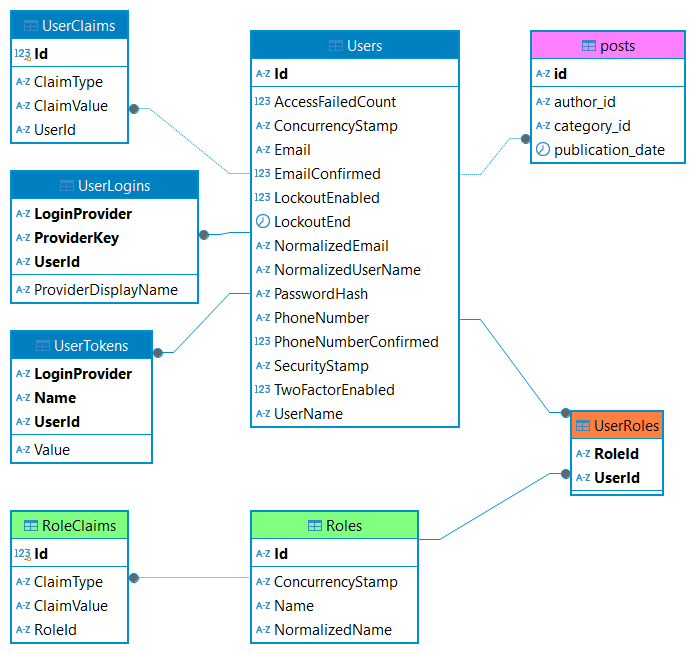 UserClaims
123 Id
A-Z ClaimType
A-Z ClaimValue
A-Z UserId
UserLogins
A-Z LoginProvider
A-Z ProviderKey
A-Z UserId
A-Z ProviderDisplayName
UserTokens
A-Z LoginProvider
A-Z Name
A-Z UserId
A-Z Value
RoleClaims
123 Id
A-Z ClaimType
A-Z ClaimValue
A-Z RoleId
Users
A-Z Id
123 AccessFailedCount
A-Z ConcurrencyStamp
A-Z Email
123 EmailConfirmed
123 LockoutEnabled
LockoutEnd
A-Z NormalizedEmail
A-Z NormalizedUserName
A-Z PasswordHash
A-Z PhoneNumber
123 PhoneNumberConfirmed
A-Z SecurityStamp
123 TwoFactorEnabled
A-Z UserName
Roles
A-Z Id
A-Z ConcurrencyStamp
A-Z Name
A-Z NormalizedName
posts
A-Z id
A-Z author_id
A-Z category_id
publication_date
UserRoles
A-Z RoleId
A-Z UserId